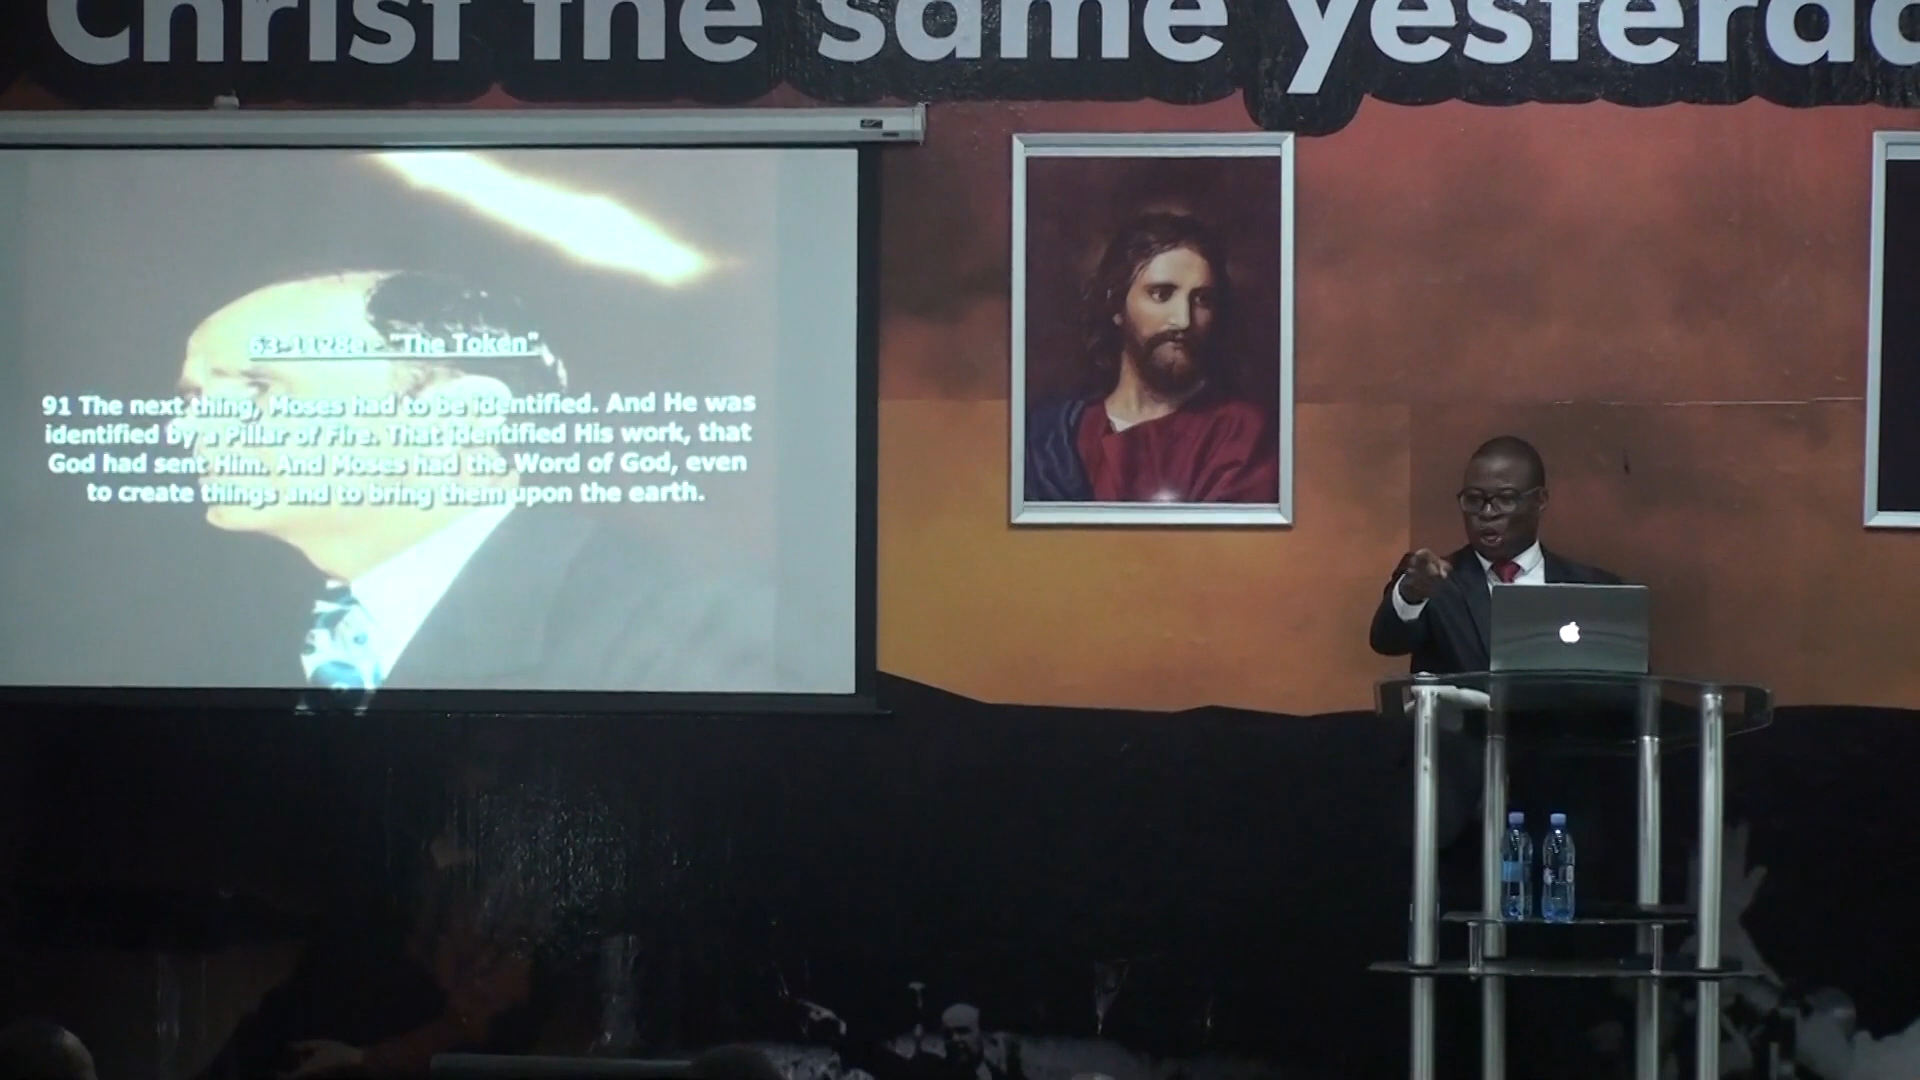 Christ the same yesterda
63-1128e - "The Token"
91 The next thing, Moses had to be identified. And He was
identified by a Pillar of Fire. That identified His work, that
God had sent Him. And Moses had the Word of God, even
to create things and to bring them upon the earth.